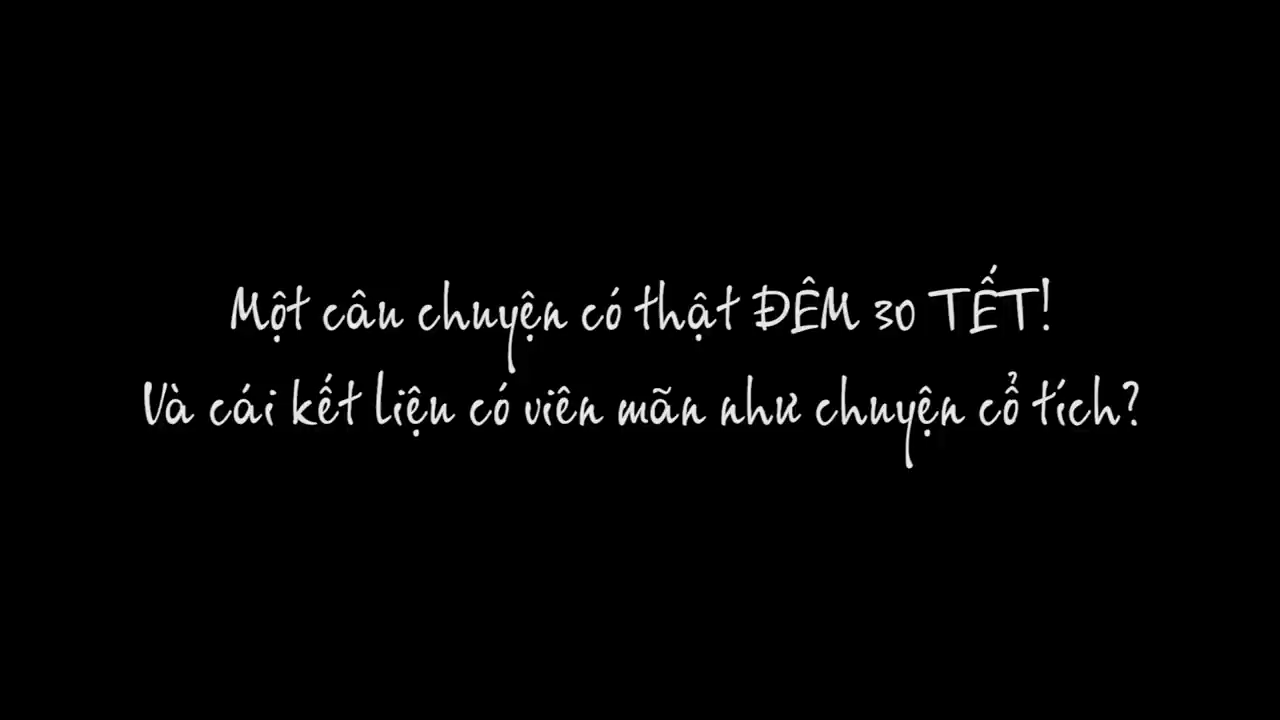 Một câu chuyện có thật ĐÊM 30 TẾT!
Và cái kết liệu có viên mãn như chuyện cổ tích?